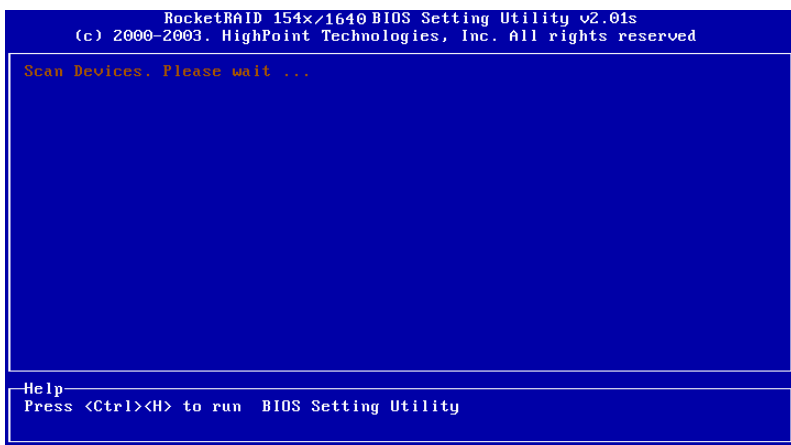 RocketRAID 154x/1640 BIOS Setting Utility v2.01s
(c) 2000-2003. HighPoint Technologies, Inc. All rights reserved
Scan Devices. Please wait ...
Help
Press <Ctrl><H> to run BIOS Setting Utility